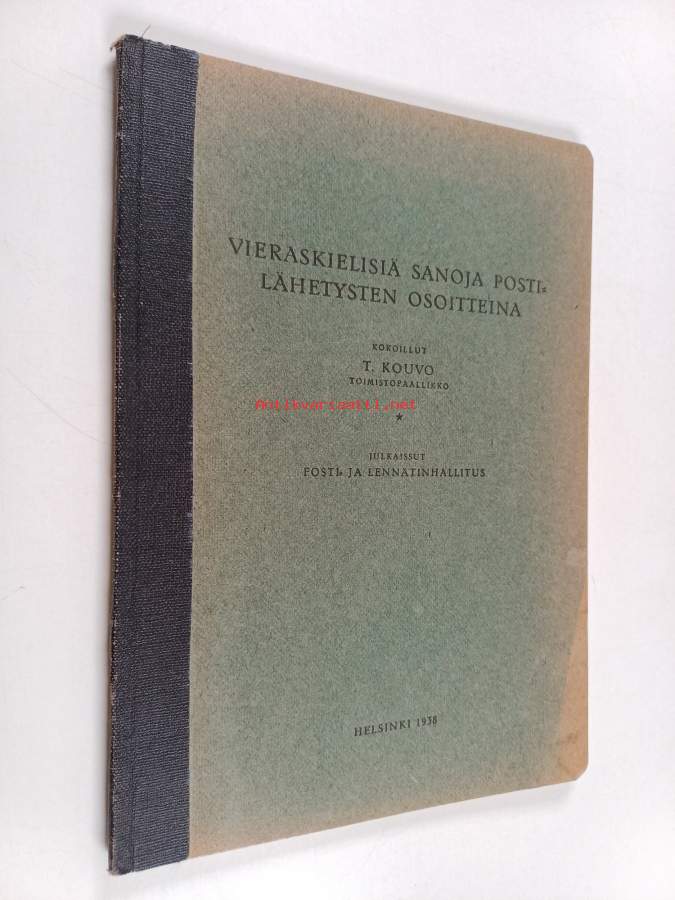 VIERASKIELISIÄ SANOJA POSTI-
LÄHETYSTEN OSOITTEINA
KOKOILLUT
T. KOUVO
TOIMISTOPÄÄLLIKKÖ
Antikvariaatti.net
★
JULKAISSUT
POSTI- JA LENNÄTINHALLITUS
HELSINKI 1938